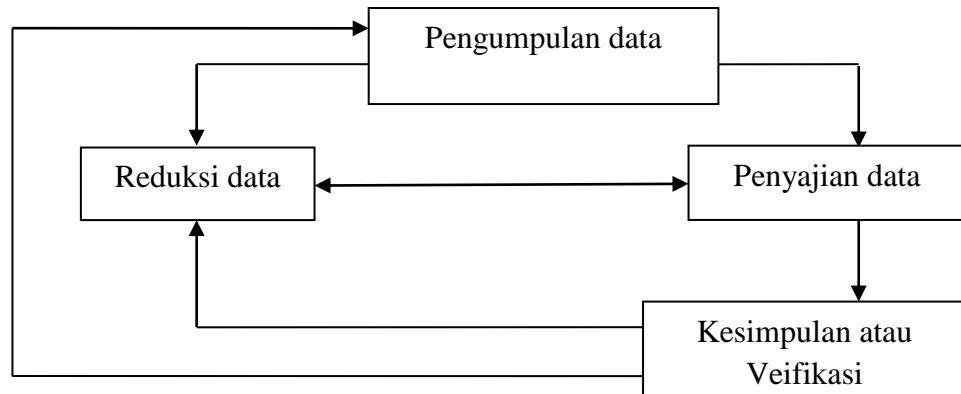 Pengumpulan data
Reduksi data
Penyajian data
Kesimpulan atau
Veifikasi